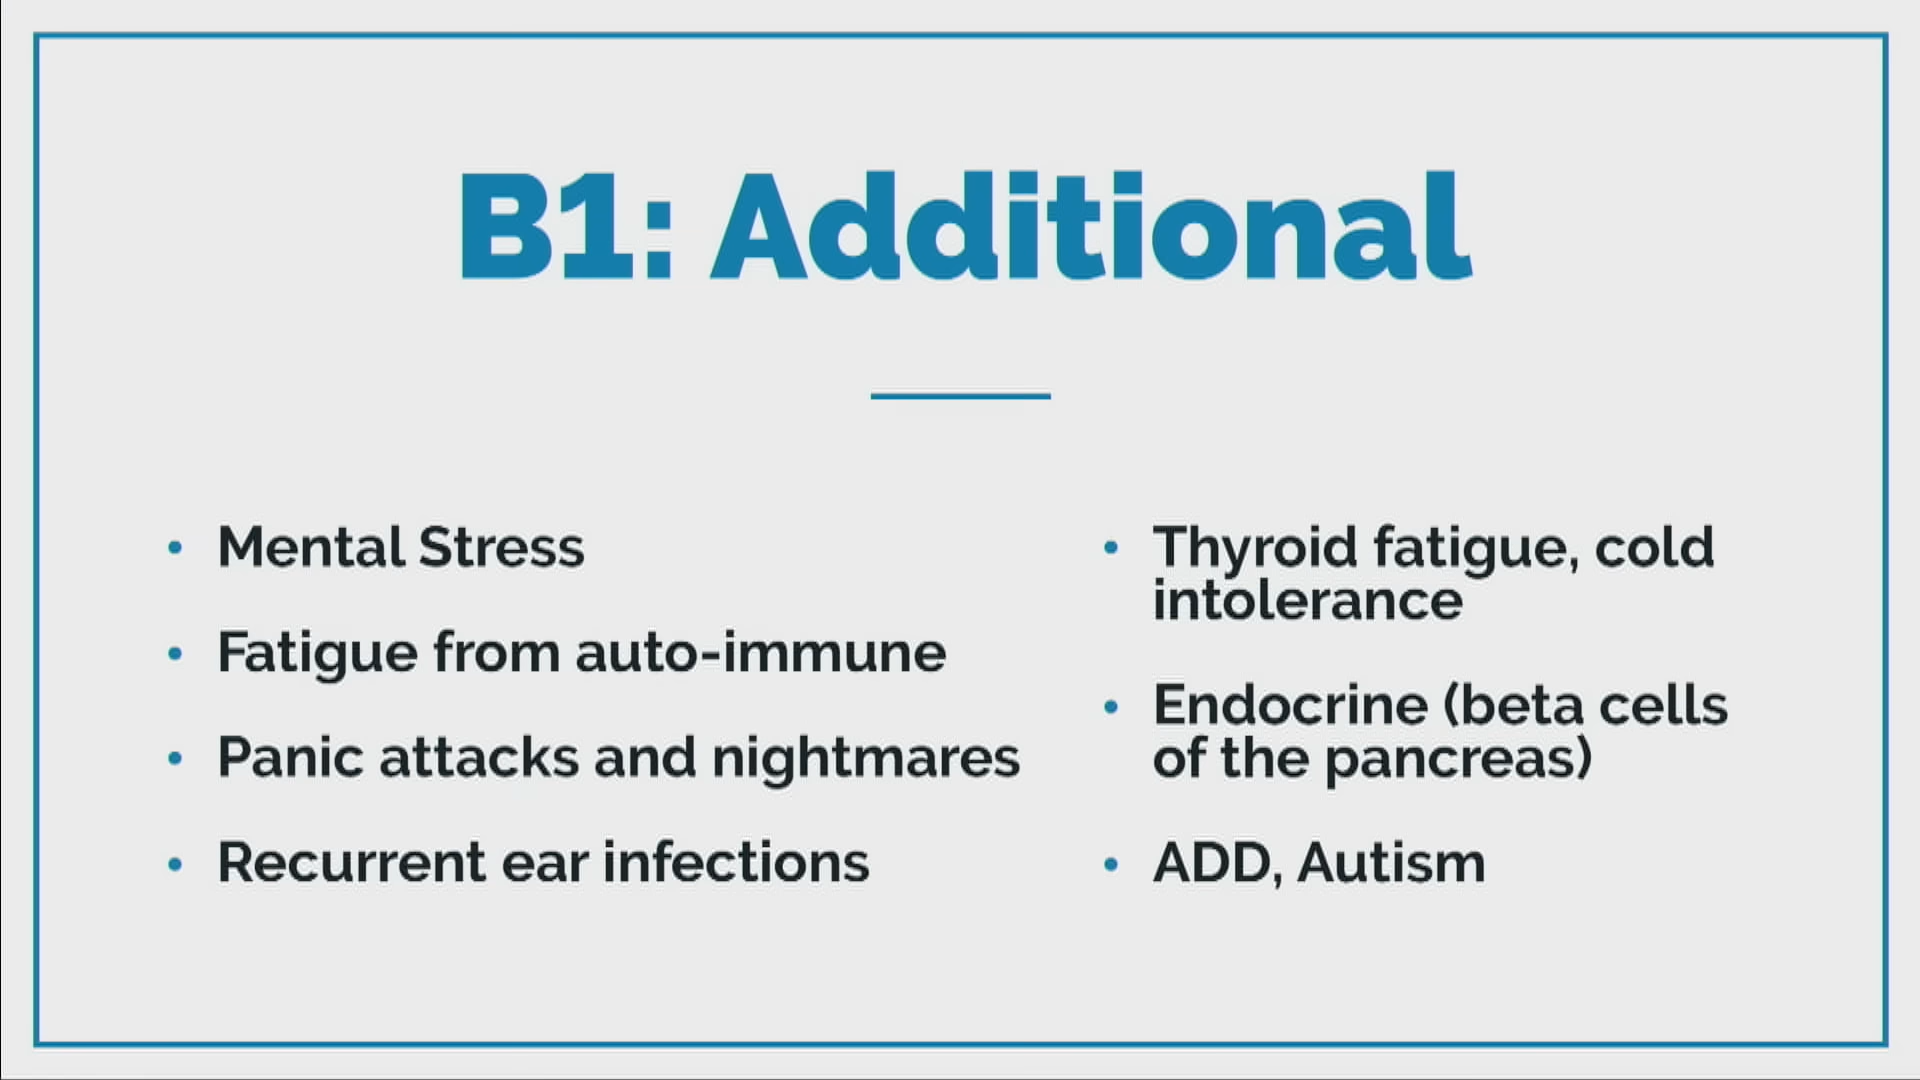 B1: Additional
• Mental Stress
• Fatigue from auto-immune
• Panic attacks and nightmares
• Recurrent ear infections
• Thyroid fatigue, cold
intolerance
• Endocrine (beta cells
of the pancreas)
• ADD, Autism